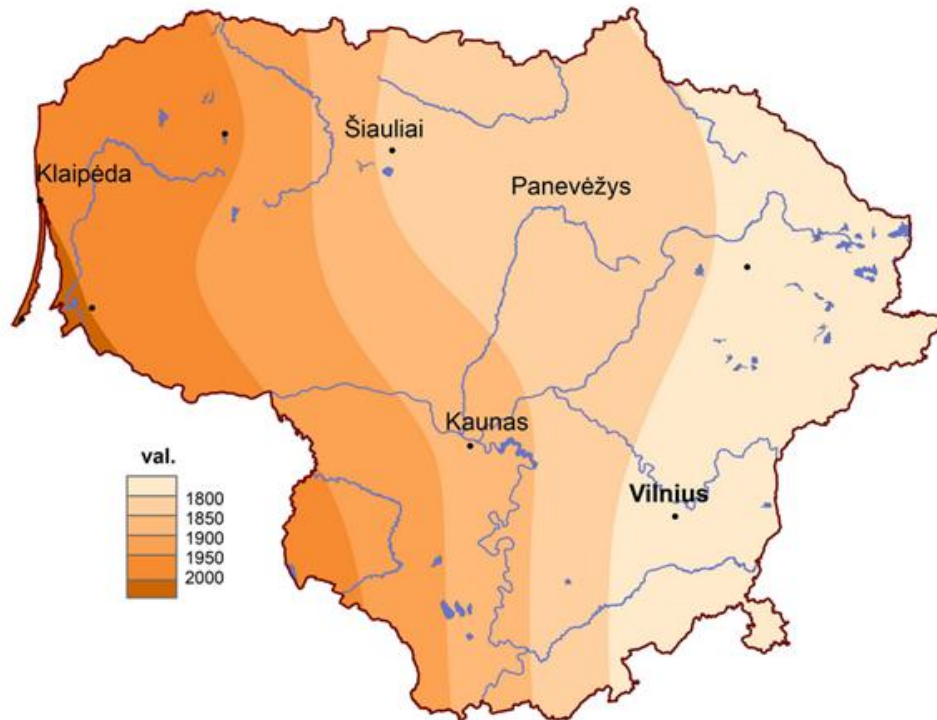 Šiauliai
Klaipėda
Panevėžys
Kaunas
val.
1800
1850
1900
1950
2000
Vilnius